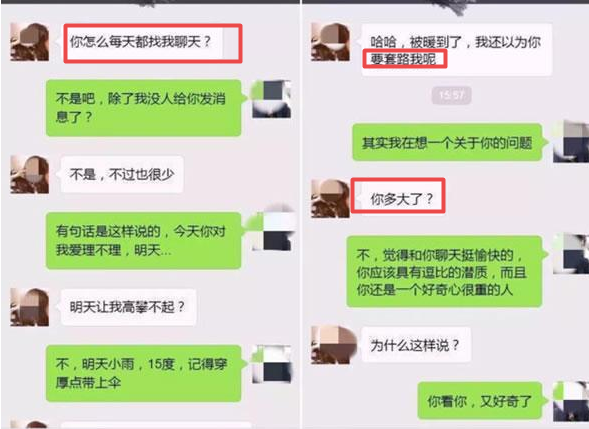 你怎么每天都找我聊天？
不是吧，除了我没人给你发消
息了？
不是，不过也很少
有句话是这样说的，今天你对
我爱理不理，明天...
明天让我高攀不起？
不，明天小雨，15度，记得穿
厚点带上伞
哈哈，被暖到了，我还以为你
要套路我呢
15:57
其实我在想一个关于你的问题
你多大了？
不，觉得和你聊天挺愉快的，
你应该具有逗比的潜质，而且
你还是一个好奇心很重的人
为什么这样说？
你看你，又好奇了